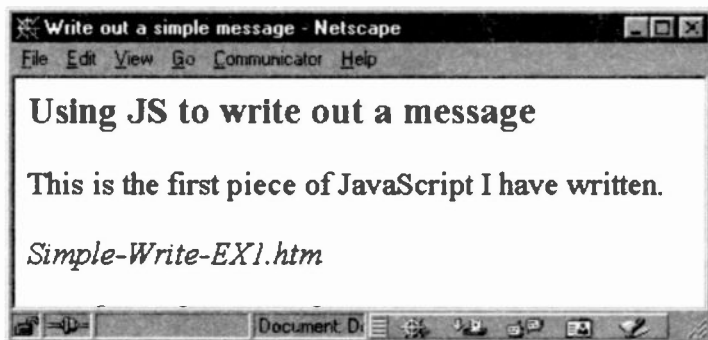 Write out a simple message - Netscape
File Edit View Go Communicator Help
Using JS to write out a message
This is the first piece of JavaScript I have written.
Simple-Write-EX1.htm
Document: D